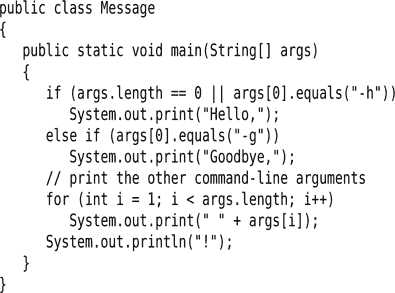 public class Message
{
   public static void main(String[] args)
   {
      if (args.length == 0 || args[0].equals("-h"))
         System.out.print("Hello,");
      else if (args[0].equals("-g"))
         System.out.print("Goodbye,");
      // print the other command-line arguments
      for (int i = 1; i < args.length; i++)
         System.out.print(" " + args[i]);
      System.out.println("!");
   }
}